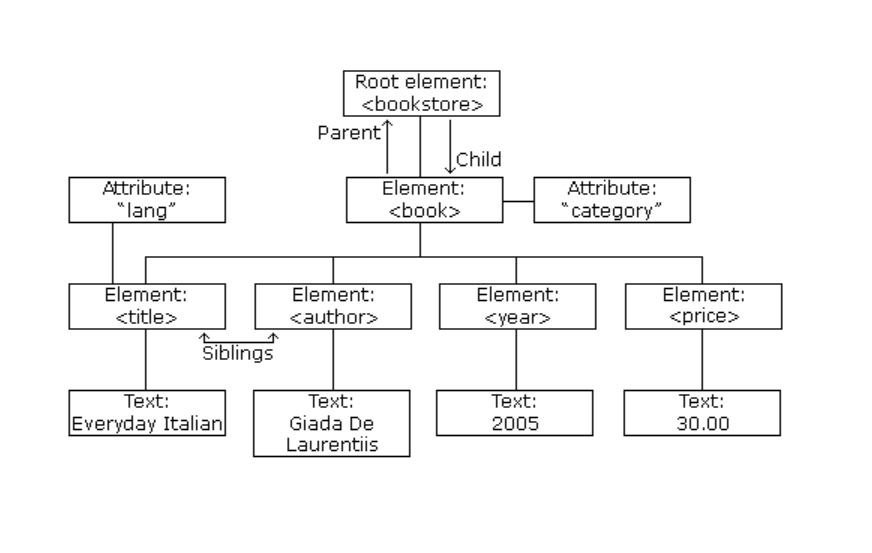 Root element:
<bookstore>
Parent
Child
Attribute:
“lang”
Element:
<book>
Attribute:
“category”
Element:
<title>
Element:
<author>
Element:
<year>
Element:
<price>
Siblings
Text:
Everyday Italian
Text:
Giada De
Laurentiis
Text:
2005
Text:
30.00